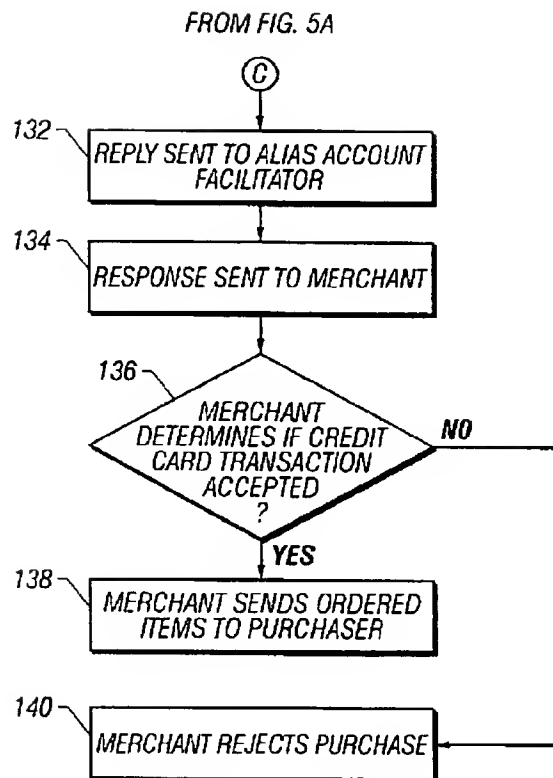 FROM FIG. 5A
C
132
REPLY SENT TO ALIAS ACCOUNT
FACILITATOR
134
RESPONSE SENT TO MERCHANT
136
MERCHANT
DETERMINES IF CREDIT
CARD TRANSACTION
ACCEPTED
?
NO
YES
138
MERCHANT SENDS ORDERED
ITEMS TO PURCHASER
140
MERCHANT REJECTS PURCHASE